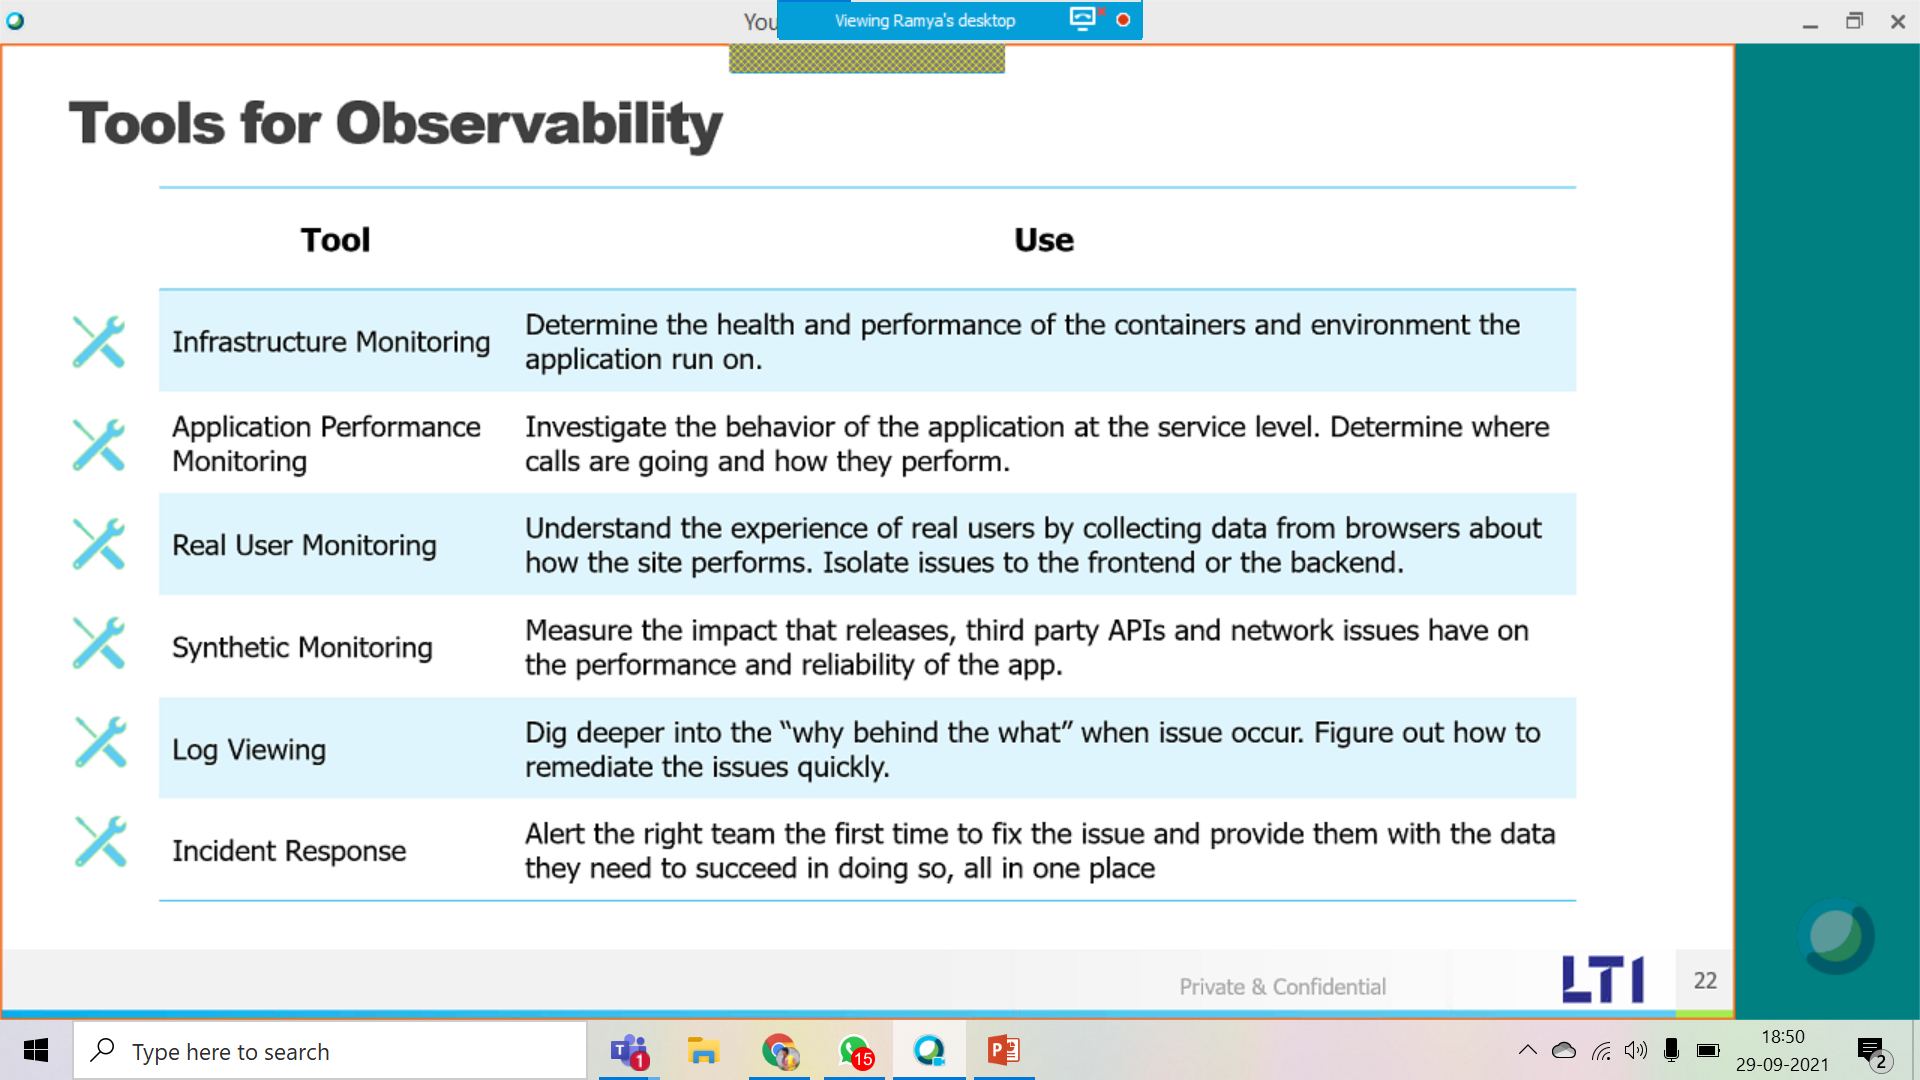 You
Viewing Ramya's desktop
Tools for Observability
Tool
Use
Infrastructure Monitoring
Determine the health and performance of the containers and environment the
application run on.
Application Performance
Monitoring
Investigate the behavior of the application at the service level. Determine where
calls are going and how they perform.
Real User Monitoring
Understand the experience of real users by collecting data from browsers about
how the site performs. Isolate issues to the frontend or the backend.
Synthetic Monitoring
Measure the impact that releases, third party APIs and network issues have on
the performance and reliability of the app.
Log Viewing
Dig deeper into the “why behind the what” when issue occur. Figure out how to
remediate the issues quickly.
Incident Response
Alert the right team the first time to fix the issue and provide them with the data
they need to succeed in doing so, all in one place
Private & Confidential
LTI
22
Type here to search
T
1
15
P
18:50
29-09-2021
2